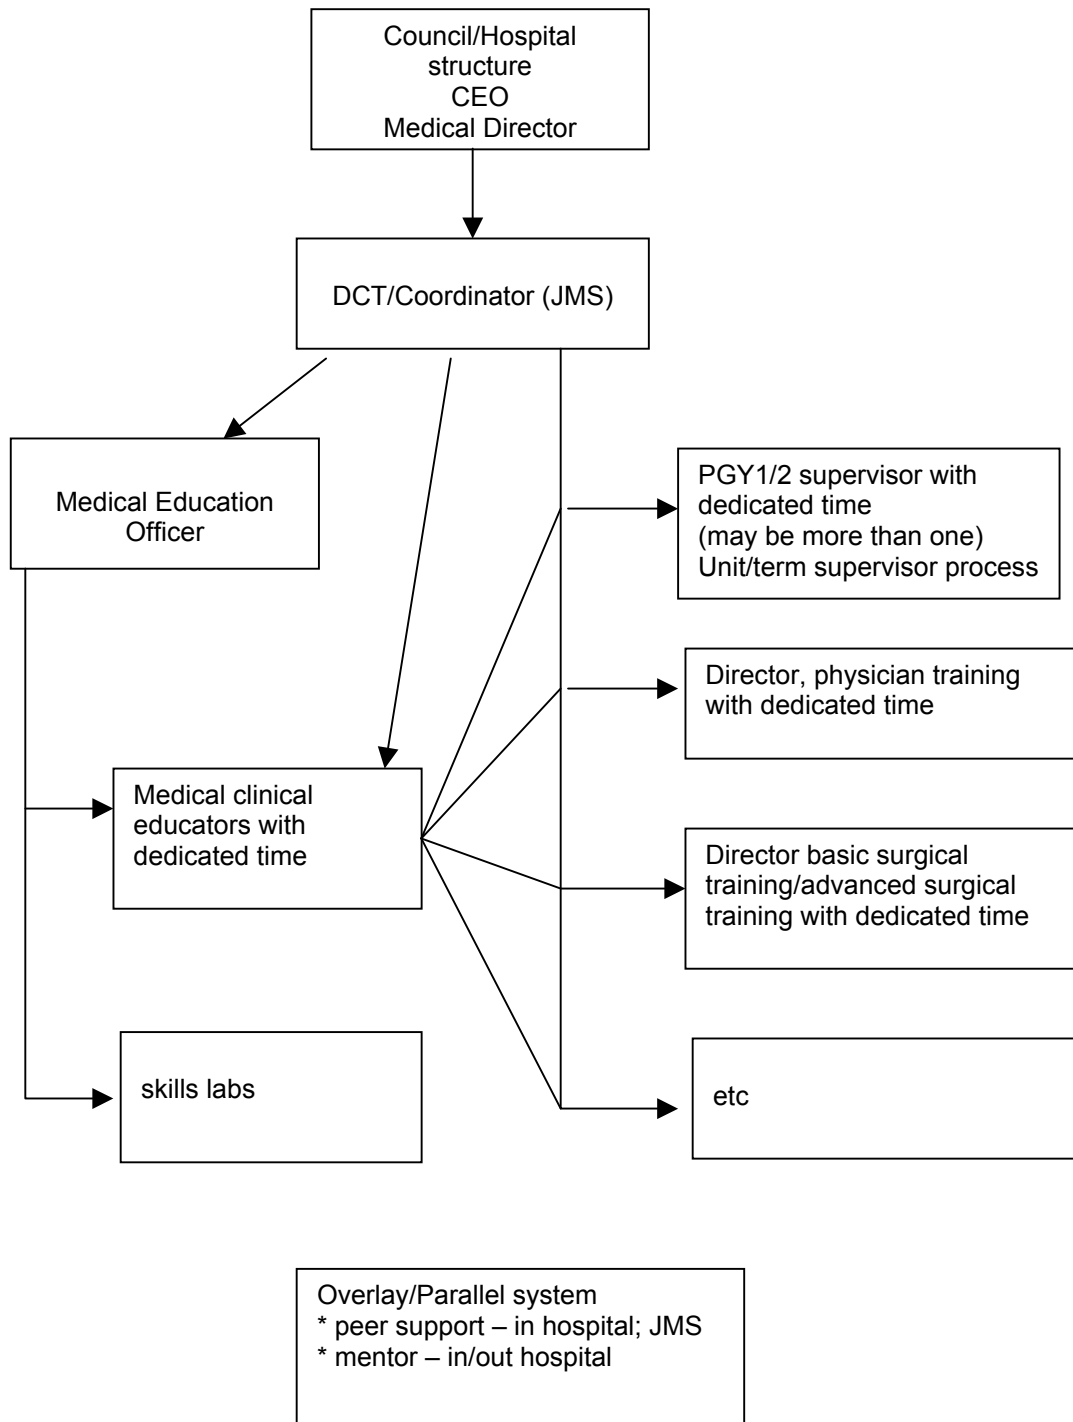 Council/Hospital
structure
CEO
Medical Director
DCT/Coordinator (JMS)
Medical Education
Officer
PGY1/2 supervisor with
dedicated time
(may be more than one)
Unit/term supervisor process
Director, physician training
with dedicated time
Medical clinical
educators with
dedicated time
Director basic surgical
training/advanced surgical
training with dedicated time
skills labs
etc
Overlay/Parallel system
* peer support – in hospital; JMS
* mentor – in/out hospital